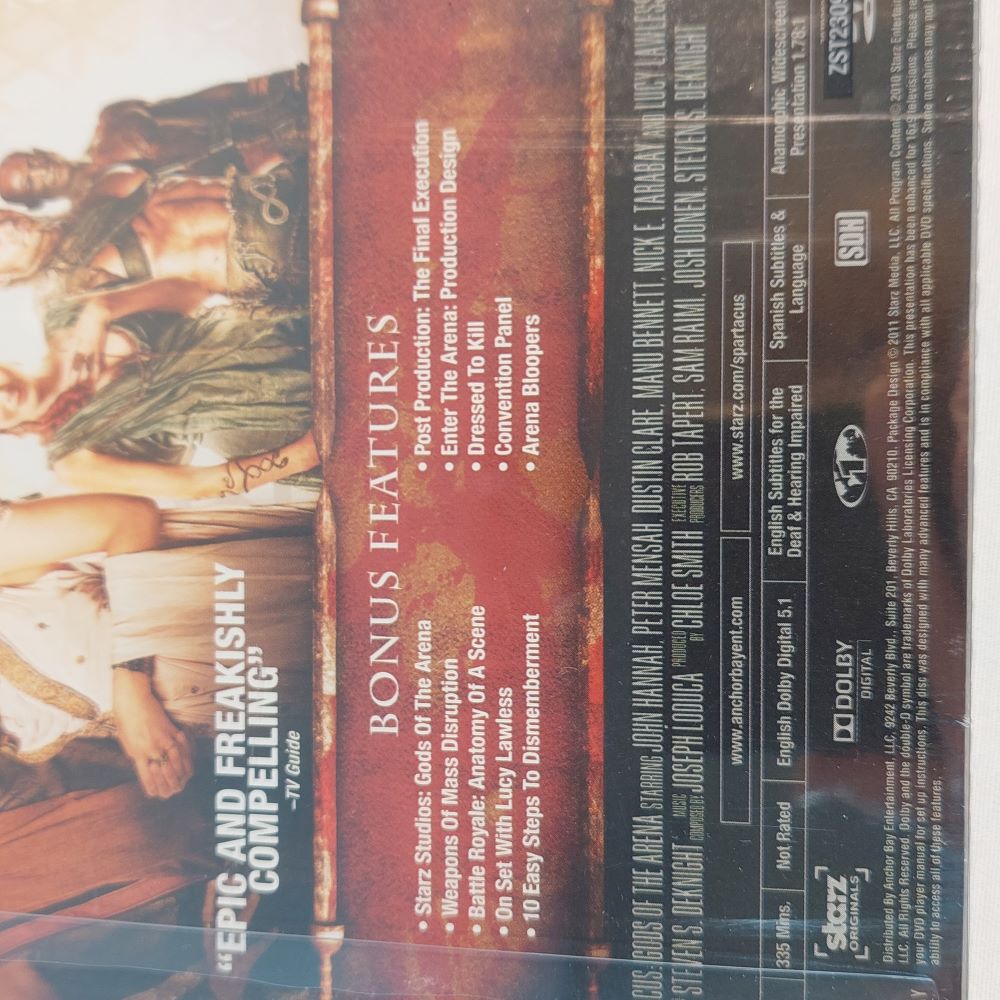 "EPIC AND FREAKISHLY
COMPELLING"
-TV Guide
BONUS FEATURES
• Starz Studios: Gods Of The Arena
• Weapons Of Mass Disruption
• Battle Royale: Anatomy Of A Scene
• On Set With Lucy Lawless
• 10 Easy Steps To Dismemberment
• Post Production: The Final Execution
• Enter The Arena: Production Design
• Dressed To Kill
• Convention Panel
• Arena Bloopers
CUS: GODS OF THE ARENA STARRING JOHN HANNAH, PETER MENSAH, DUSTIN CLARE, MANU BENNETT, NICK E. TARABAY AND LUCY LAWLESS
STEVEN S. DEKNIGHT MUSIC COMPOSED BY JOSEPH LODUCA PRODUCED BY CHLOE SMITH EXECUTIVE PRODUCERS ROB TAPERT, SAM RAIMI, JOSH DONEN, STEVEN S. DEKNIGHT
www.anchorbayent.com
www.starz.com/spartacus
335 Mins.
Not Rated
English Dolby Digital 5.1
English Subtitles for the
Deaf & Hearing Impaired
Spanish Subtitles &
Language
Anamorphic Widescreen
Presentation 1.78:1
starz
ORIGINALS
DOLBY
DIGITAL
1
SDH
ZST2309
Distributed By Anchor Bay Entertainment, LLC, 9242 Beverly Blvd., Suite 201, Beverly Hills, CA 90210. Package Design © 2011 Starz Media, LLC. All Program Content © 2010 Starz Entertain
LLC. All Rights Reserved. Dolby and the double-D symbol are trademarks of Dolby Laboratories Licensing Corporation. This presentation has been enhanced for 16x9 televisions. Please re
your DVD player manual for set up instructions. This disc was designed with many advanced features and is in compliance with all applicable DVD specifications. Some machines may not
ability to access all of these features.